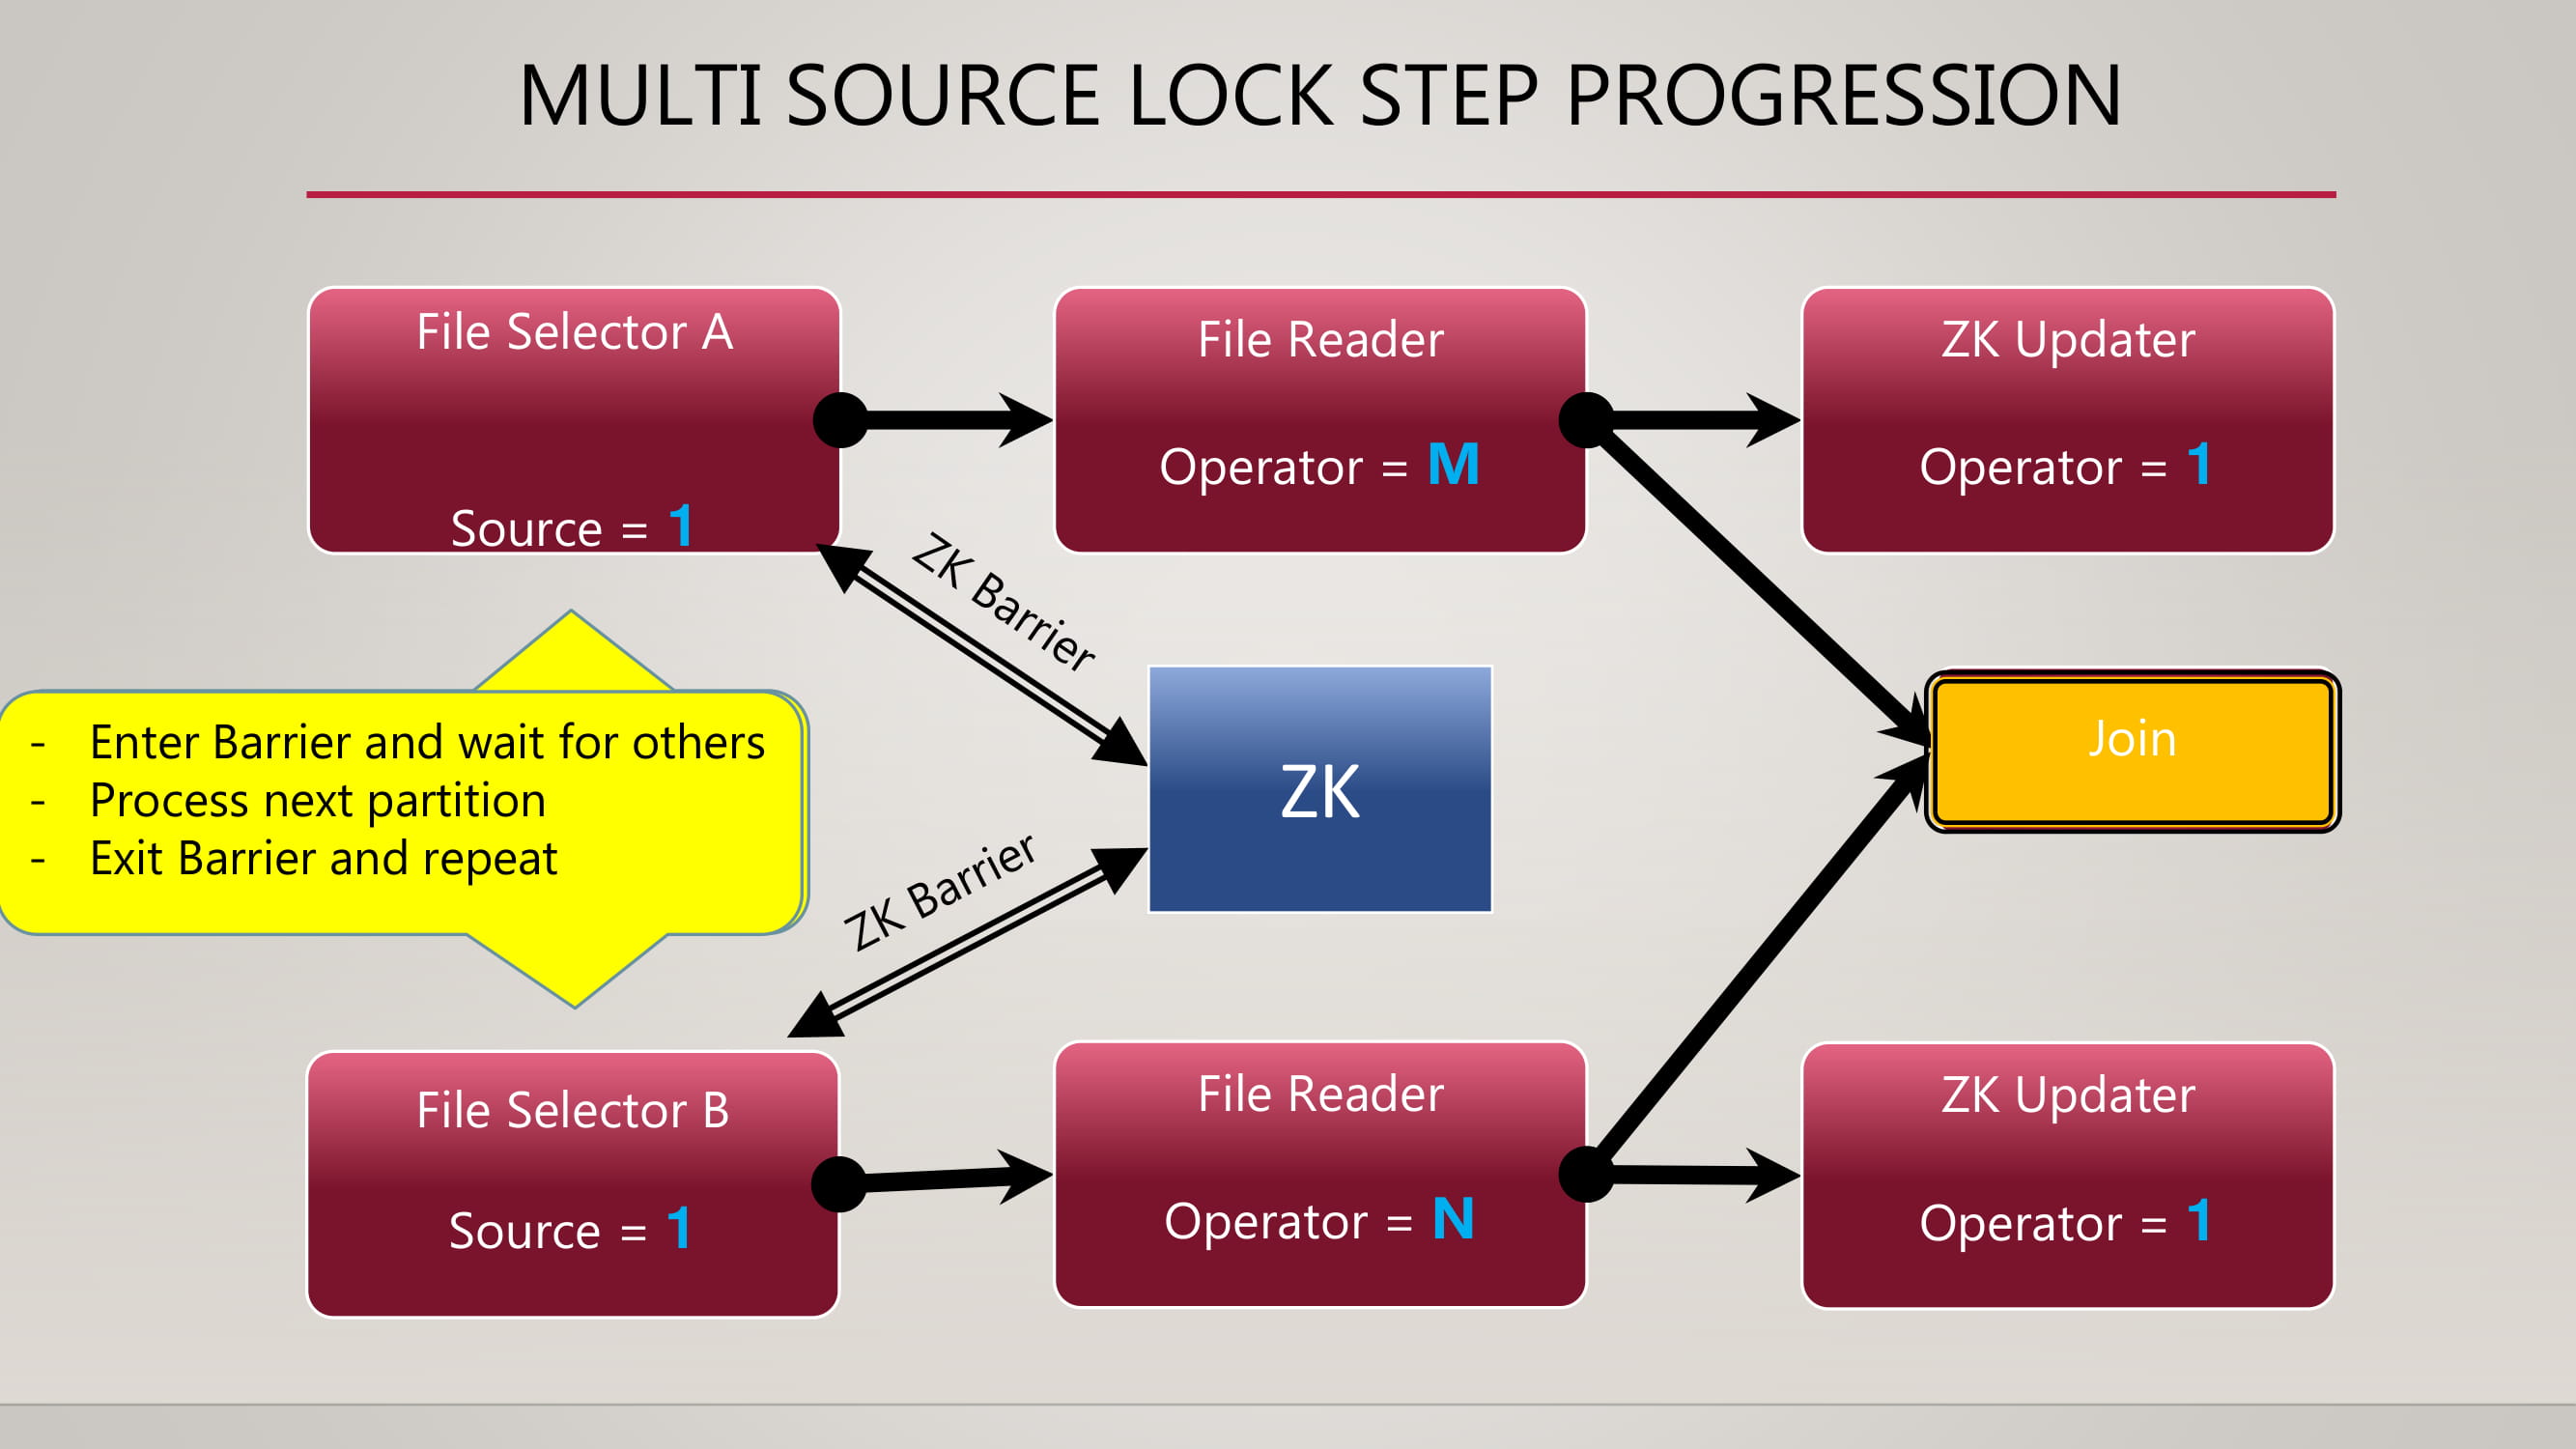 MULTI SOURCE LOCK STEP PROGRESSION
File Selector A
Source = 1
File Reader
Operator = M
ZK Updater
Operator = 1
ZK Barrier
- Enter Barrier and wait for others
- Process next partition
- Exit Barrier and repeat
ZK
Join
ZK Barrier
File Selector B
Source = 1
File Reader
Operator = N
ZK Updater
Operator = 1